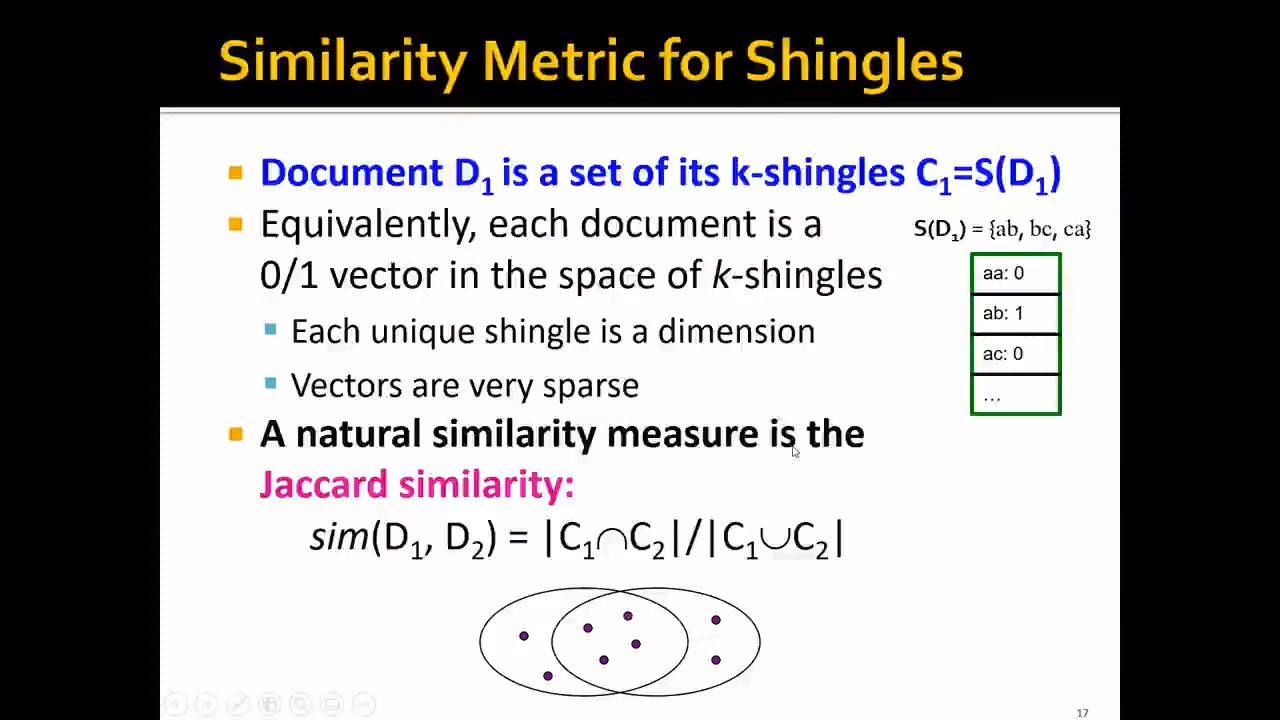 Similarity Metric for Shingles
Document D₁ is a set of its k-shingles C₁=S(D₁)
Equivalently, each document is a
0/1 vector in the space of k-shingles
Each unique shingle is a dimension
Vectors are very sparse
S(D₁) = {ab, bc, ca}
aa: 0
ab: 1
ac: 0
...
A natural similarity measure is the
Jaccard similarity:
sim(D₁, D₂) = |C₁∩C₂|/|C₁∪C₂|
17